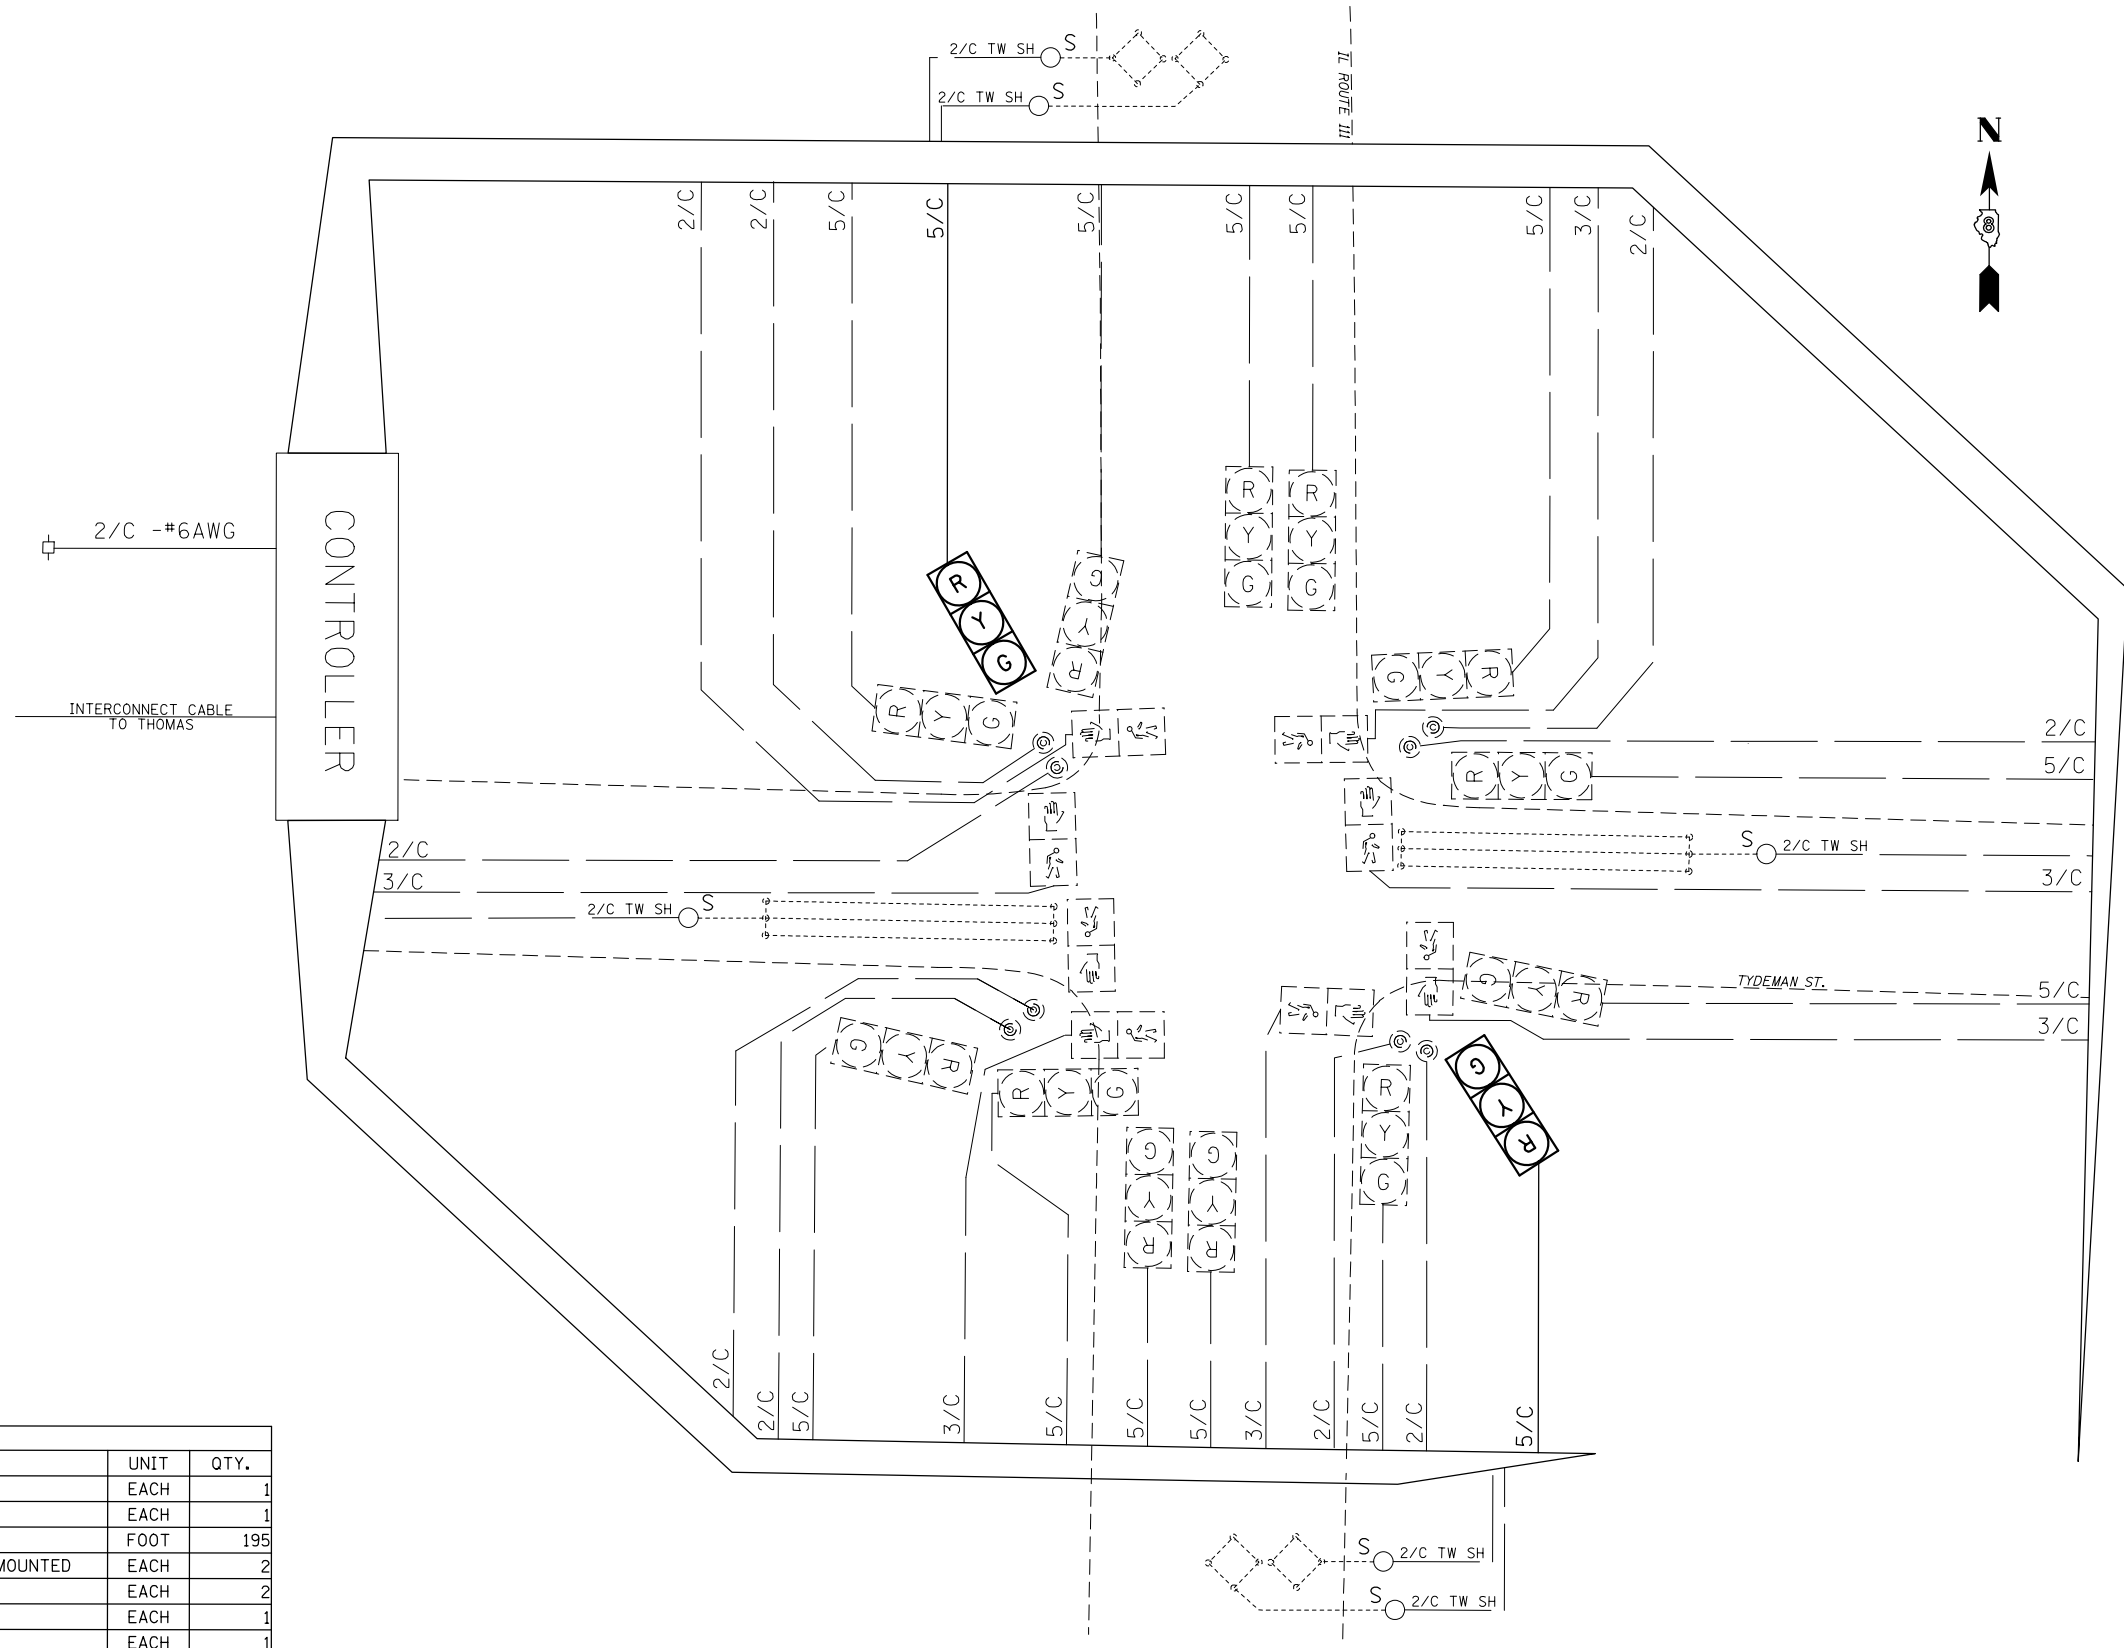 2/C TW SH S
2/C TW SH S
IL ROUTE 111
N
2/C 2/C 5/C 5/C 5/C 5/C 5/C 5/C 3/C 2/C
2/C -#6AWG
CONTROLLER
INTERCONNECT CABLE
TO THOMAS
R Y G
G Y R
R Y G
R Y G
G Y R
R Y G
R Y G
2/C
5/C
2/C
3/C
S 2/C TW SH
3/C
2/C TW SH S
TYDEMAN ST.
5/C
3/C
G Y R
G Y R
R Y G
R Y G
G Y R
G Y R
G Y R
2/C 2/C 5/C 3/C 5/C 5/C 5/C 3/C 2/C 5/C 2/C 5/C
S 2/C TW SH
S 2/C TW SH
UNIT QTY.
EACH 1
EACH 1
FOOT 195
MOUNTED EACH 2
EACH 2
EACH 1
EACH 1